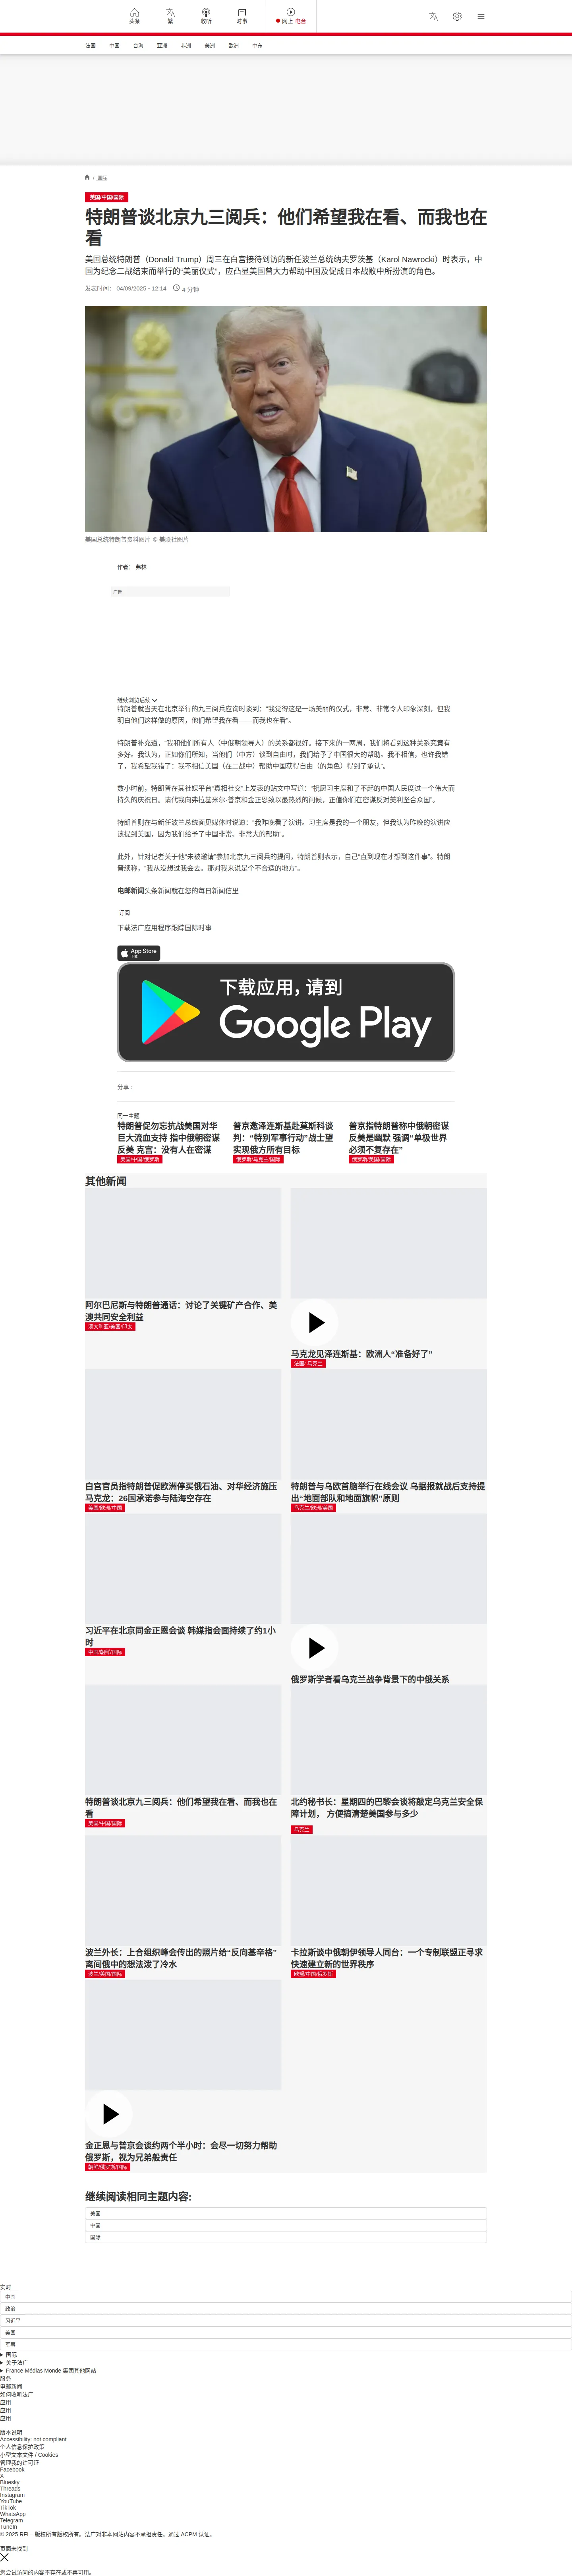 头条
繁
收听
时事
网上 电台
法国
中国
台海
亚洲
非洲
美洲
欧洲
中东
/ 国际
美国/中国/国际
特朗普谈北京九三阅兵：他们希望我在看、而我也在
看
美国总统特朗普（Donald Trump）周三在白宫接待到访的新任波兰总统纳夫罗茨基（Karol Nawrocki）时表示，中
国为纪念二战结束而举行的“美丽仪式”，应凸显美国曾大力帮助中国及促成日本战败中所扮演的角色。
发表时间： 04/09/2025 - 12:14
4 分钟
美国总统特朗普资料图片 © 美联社图片
作者： 弗林
广告
继续浏览后续
特朗普就当天在北京举行的九三阅兵应询时谈到：“我觉得这是一场美丽的仪式，非常、非常令人印象深刻，但我
明白他们这样做的原因，他们希望我在看——而我也在看”。
特朗普补充道，“我和他们所有人（中俄朝领导人）的关系都很好。接下来的一两周，我们将看到这种关系究竟有
多好。我认为，正如你们所知，当他们（中方）谈到自由时，我们给予了中国很大的帮助。我不相信，也许我错
了，我希望我错了：我不相信美国（在二战中）帮助中国获得自由（的角色）得到了承认”。
数小时前，特朗普在其社媒平台“真相社交”上发表的贴文中写道：“祝愿习主席和了不起的中国人民度过一个伟大而
持久的庆祝日。请代我向弗拉基米尔·普京和金正恩致以最热烈的问候，正值你们在密谋反对美利坚合众国”。
特朗普则在与新任波兰总统面见媒体时说道：“我昨晚看了演讲。习主席是我的一个朋友，但我认为昨晚的演讲应
该提到美国，因为我们给予了中国非常、非常大的帮助”。
此外，针对记者关于他“未被邀请”参加北京九三阅兵的提问，特朗普则表示，自己“直到现在才想到这件事”。特朗
普续称，“我从没想过我会去。那对我来说是个不合适的地方”。
电邮新闻头条新闻就在您的每日新闻信里
订阅
下载法广应用程序跟踪国际时事
App Store
下载应用，请到
Google Play
分享 :
同一主题
特朗普促勿忘抗战美国对华
巨大流血支持 指中俄朝密谋
反美 克宫：没有人在密谋
美国/中国/俄罗斯
普京邀泽连斯基赴莫斯科谈
判：“特别军事行动”战士望
实现俄方所有目标
俄罗斯/乌克兰/国际
普京指特朗普称中俄朝密谋
反美是幽默 强调“单极世界
必须不复存在”
俄罗斯/美国/国际
其他新闻
阿尔巴尼斯与特朗普通话：讨论了关键矿产合作、美
澳共同安全利益
澳大利亚/美国/印太
马克龙见泽连斯基：欧洲人“准备好了”
法国/ 乌克兰
白宫官员指特朗普促欧洲停买俄石油、对华经济施压
马克龙：26国承诺参与陆海空存在
美国/欧洲/中国
特朗普与乌欧首脑举行在线会议 乌据报就战后支持提
出“地面部队和地面旗帜”原则
乌克兰/欧洲/美国
习近平在北京同金正恩会谈 韩媒指会面持续了约1小
时
中国/朝鲜/国际
俄罗斯学者看乌克兰战争背景下的中俄关系
特朗普谈北京九三阅兵：他们希望我在看、而我也在
看
美国/中国/国际
北约秘书长：星期四的巴黎会谈将敲定乌克兰安全保
障计划， 方便搞清楚美国参与多少
乌克兰
波兰外长：上合组织峰会传出的照片给“反向基辛格”
离间俄中的想法泼了冷水
波兰/美国/国际
卡拉斯谈中俄朝伊领导人同台：一个专制联盟正寻求
快速建立新的世界秩序
欧盟/中国/俄罗斯
金正恩与普京会谈约两个半小时：会尽一切努力帮助
俄罗斯，视为兄弟般责任
朝鲜/俄罗斯/国际
继续阅读相同主题内容:
美国
中国
国际
实时
中国
政治
习近平
美国
军事
国际
关于法广
France Médias Monde 集团其他网站
服务
电邮新闻
如何收听法广
应用
应用
应用
版本说明
Accessibility: not compliant
个人信息保护政策
小型文本文件 / Cookies
管理我的许可证
Facebook
X
Bluesky
Threads
Instagram
YouTube
TikTok
WhatsApp
Telegram
TuneIn
© 2025 RFI – 版权所有版权所有。法广对非本网站内容不承担责任。通过 ACPM 认证。
页面未找到
您尝试访问的内容不存在或不再可用。